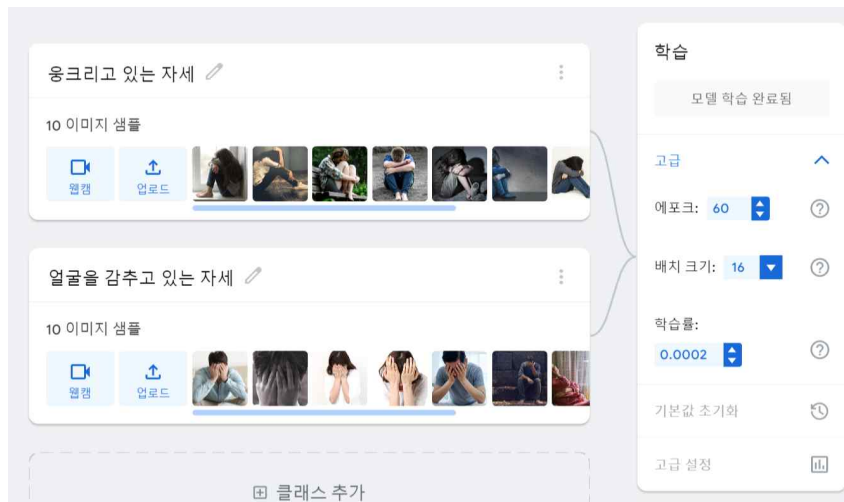 웅크리고 있는 자세
10 이미지 샘플
웹캠
업로드
얼굴을 감추고 있는 자세
10 이미지 샘플
웹캠
업로드
클래스 추가
학습
모델 학습 완료됨
고급
에포크: 60
배치 크기: 16
학습률:
0.0002
기본값 초기화
고급 설정